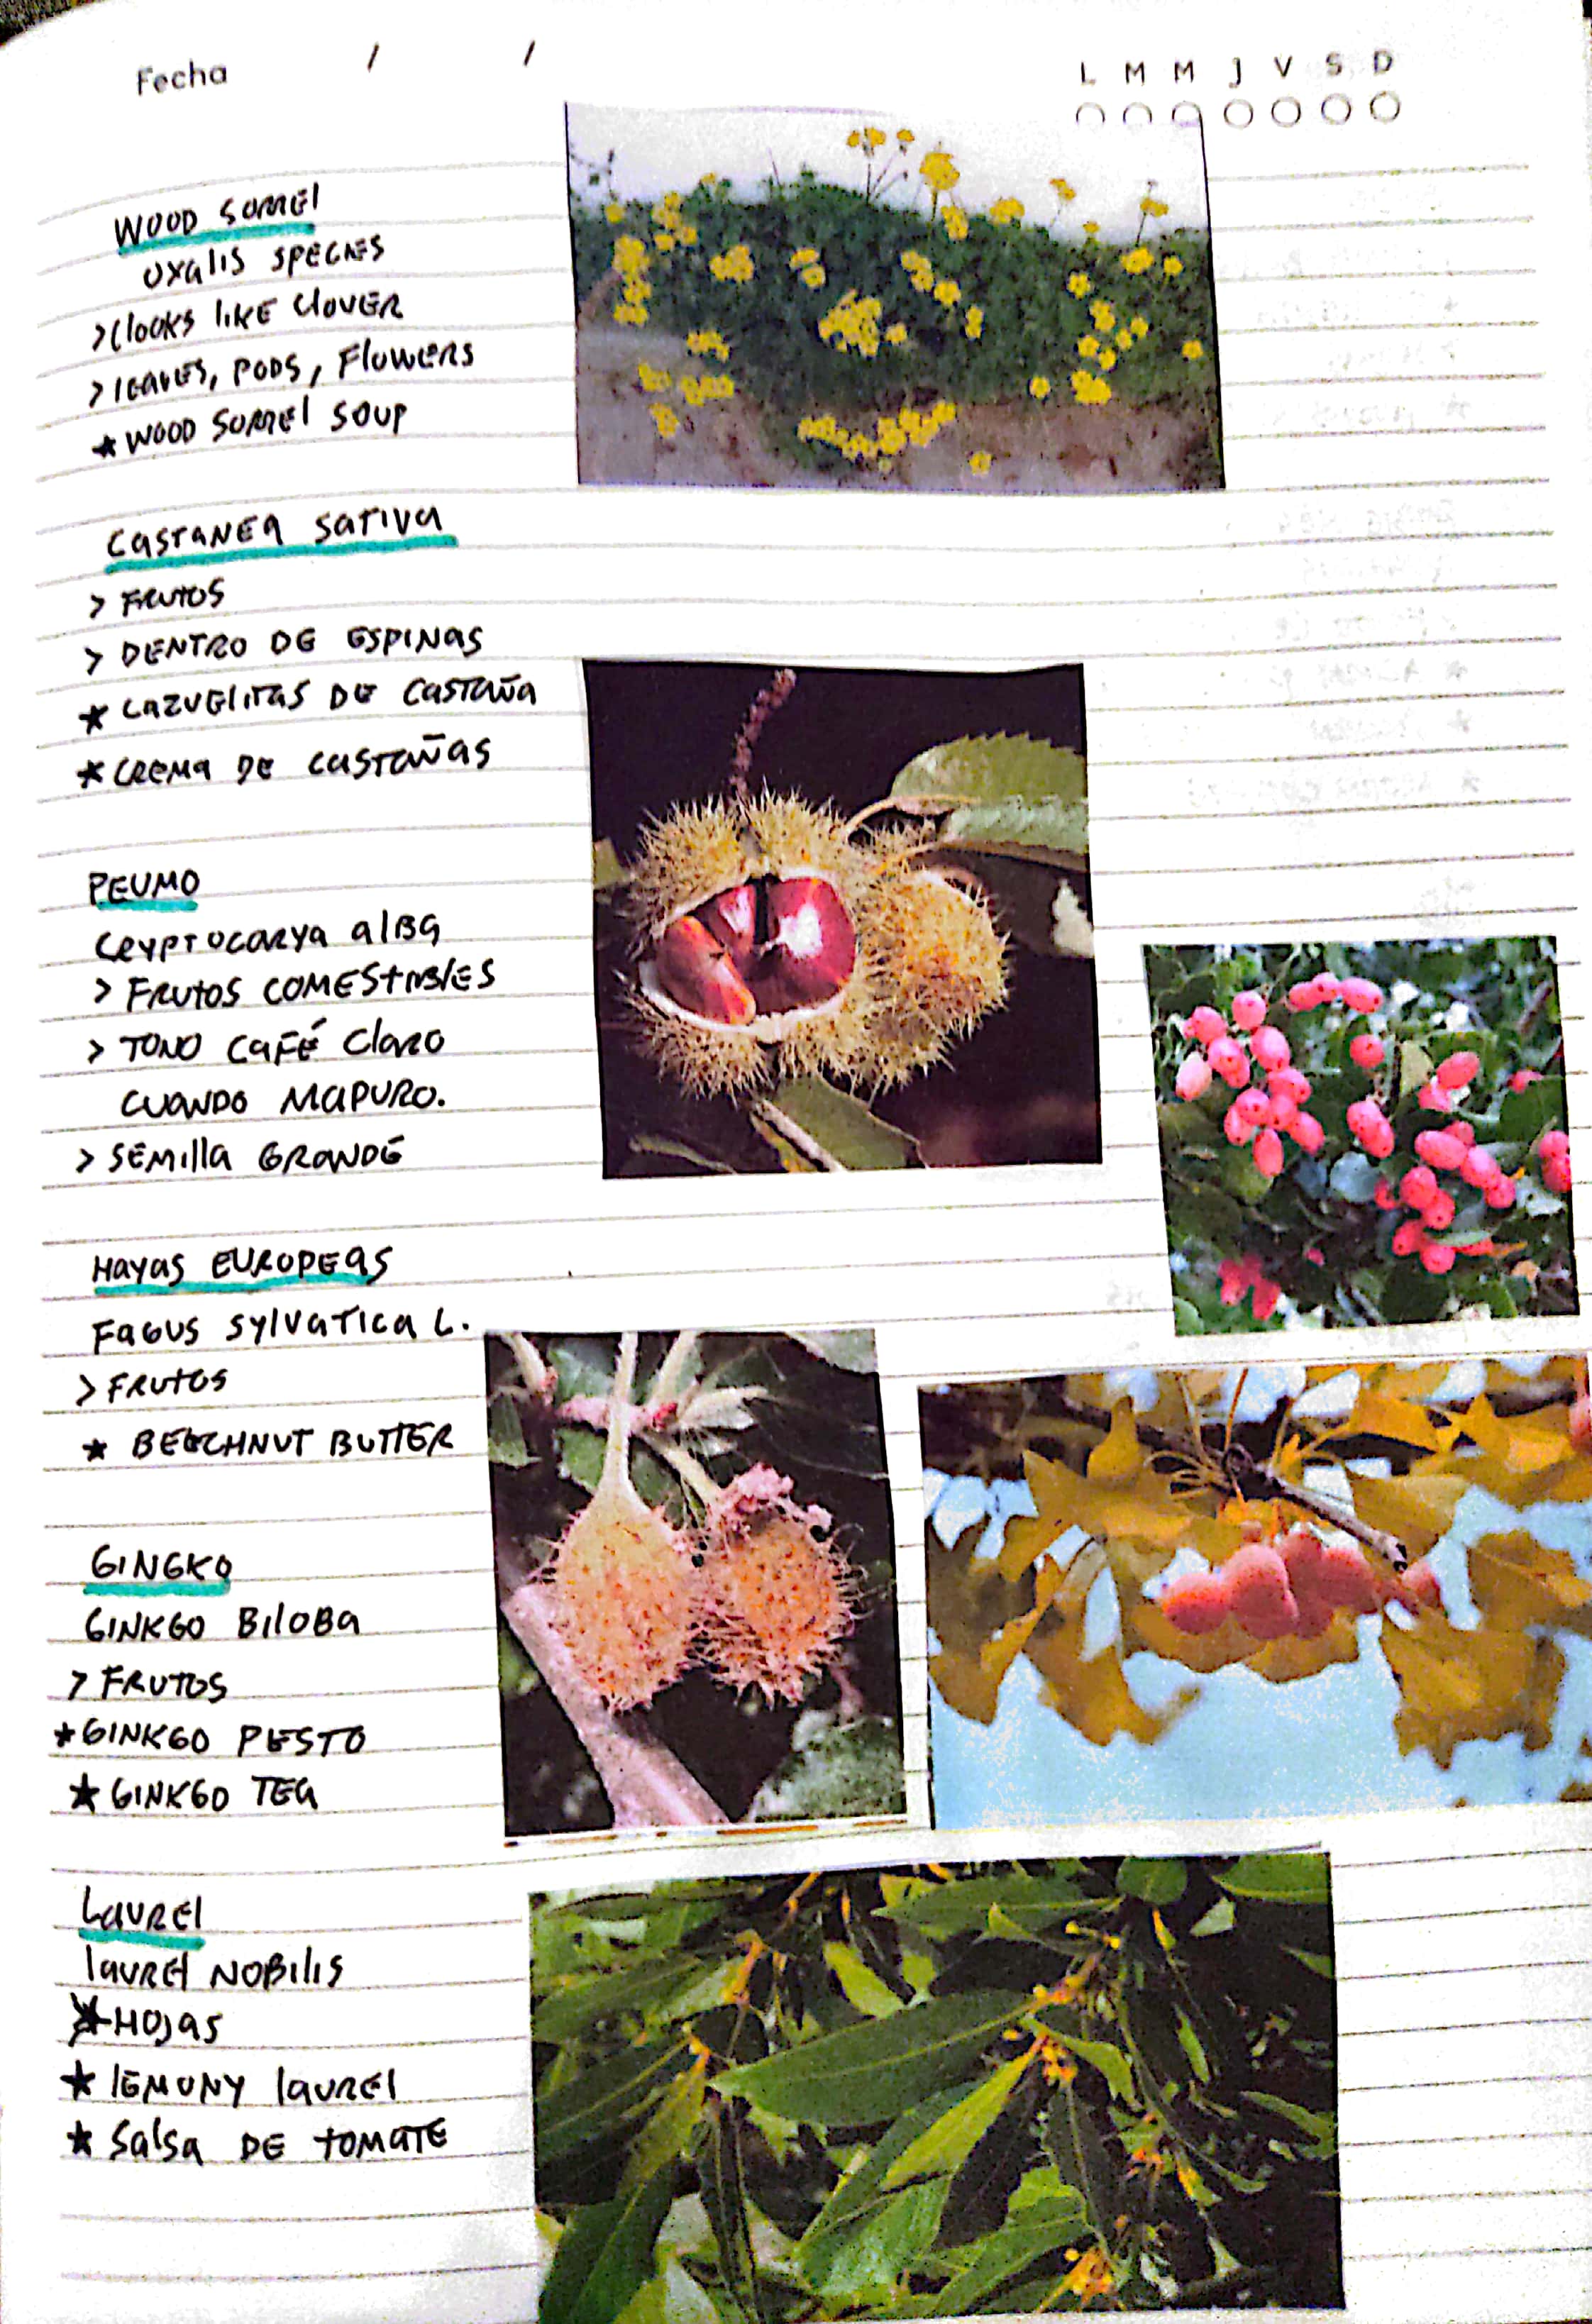 Fecha / /
L M M J V S D
WOOD SORREL
OXALIS SPECIES
> LOOKS LIKE CLOVER
> LEAVES, PODS, FLOWERS
★ WOOD SORREL SOUP
CASTANEA SATIVA
> FRUTOS
> DENTRO DE ESPINAS
★ CAZUELITAS DE CASTAÑA
★ CREMA DE CASTAÑAS
PEUMO
CRYPTOCARYA ALBA
> FRUTOS COMESTIBLES
> TONO CAFÉ CLARO
CUANDO MAPURO.
> SEMILLA GRANDE
HAYAS EUROPEAS
FAGUS SYLVATICA L.
> FRUTOS
★ BEECHNUT BUTTER
GINGKO
GINKGO BILOBA
> FRUTOS
★ GINKGO PESTO
★ GINKGO TEA
LAUREL
LAUREL NOBILIS
> HOJAS
★ LEMONY LAUREL
★ SALSA DE TOMATE